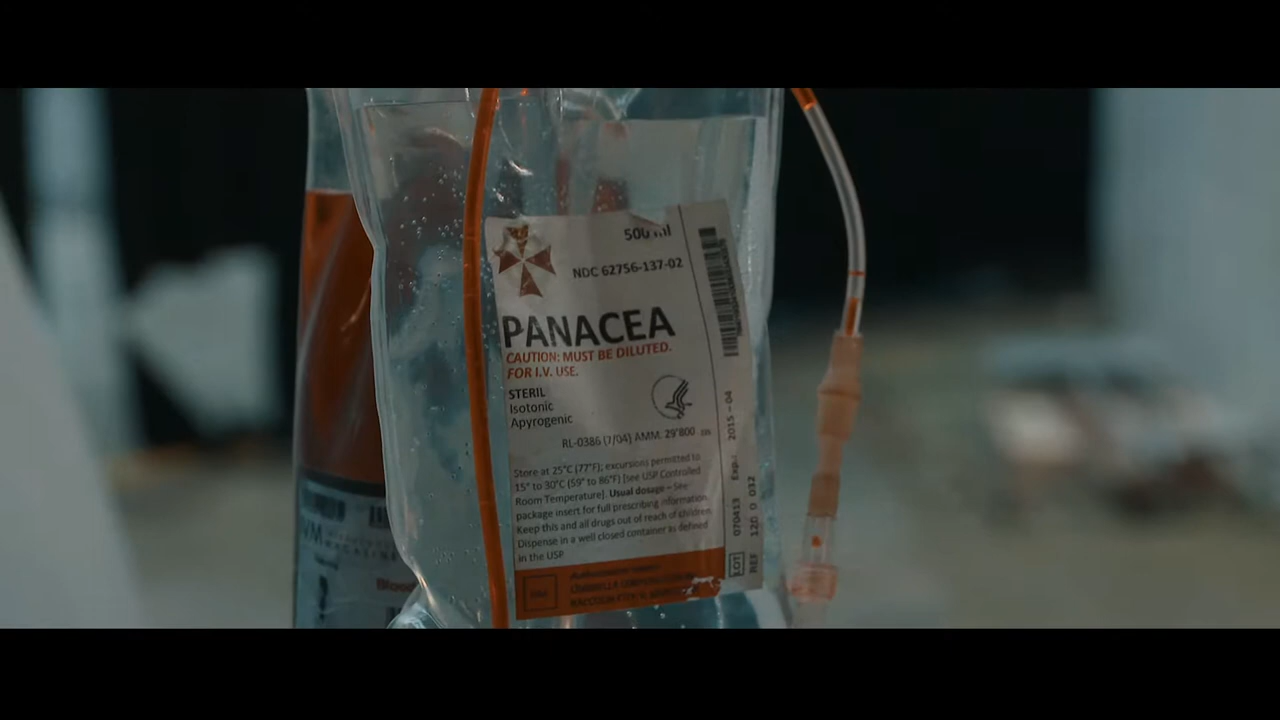 500 ml
NDC 62756-137-02
PANACEA
CAUTION: MUST BE DILUTED.
FOR I.V. USE.
STERIL
Isotonic
Apyrogenic
RL-0386 (7/04) AMM. 29'800
Store at 25°C (77°F); excursions permitted to
15° to 30°C (59° to 86°F) [see USP Controlled
Room Temperature]. Usual dosage – See
package insert for full prescribing information.
Keep this and all drugs out of reach of children.
Dispense in a well closed container as defined
in the USP.
LOT 070413 Exp.: 2015-04
REF 120 0 032
Blood